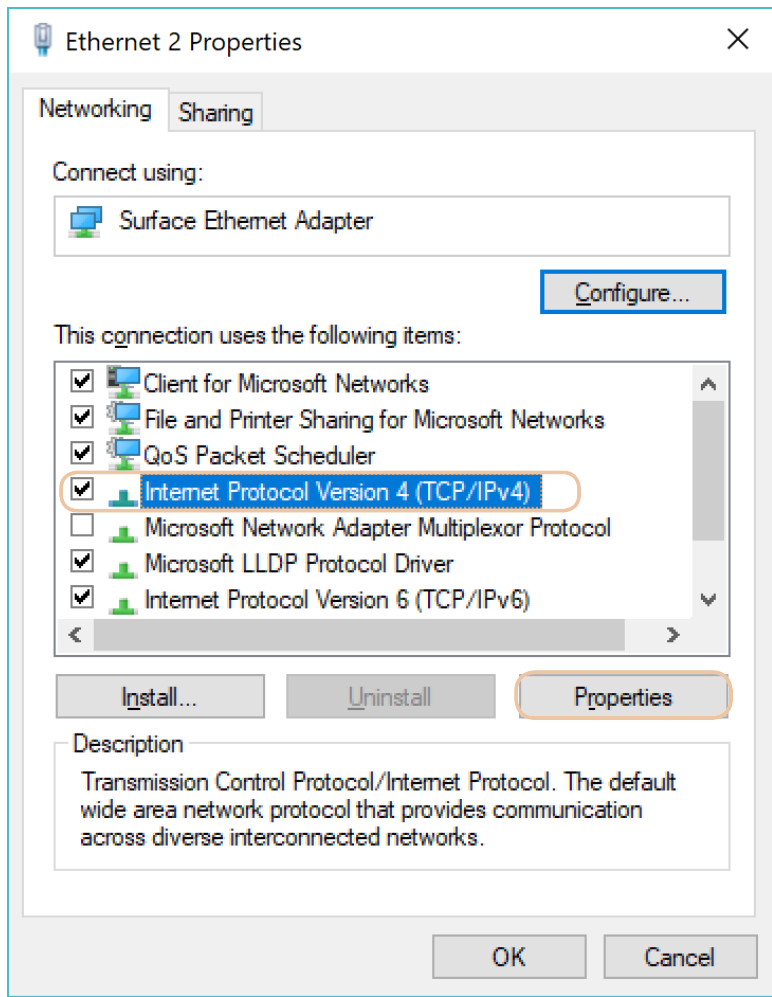 Ethernet 2 Properties
Networking
Sharing
Connect using:
Surface Ethernet Adapter
Configure...
This connection uses the following items:
Client for Microsoft Networks
File and Printer Sharing for Microsoft Networks
QoS Packet Scheduler
Internet Protocol Version 4 (TCP/IPv4)
Microsoft Network Adapter Multiplexor Protocol
Microsoft LLDP Protocol Driver
Internet Protocol Version 6 (TCP/IPv6)
Install...
Uninstall
Properties
Description
Transmission Control Protocol/Internet Protocol. The default
wide area network protocol that provides communication
across diverse interconnected networks.
OK
Cancel